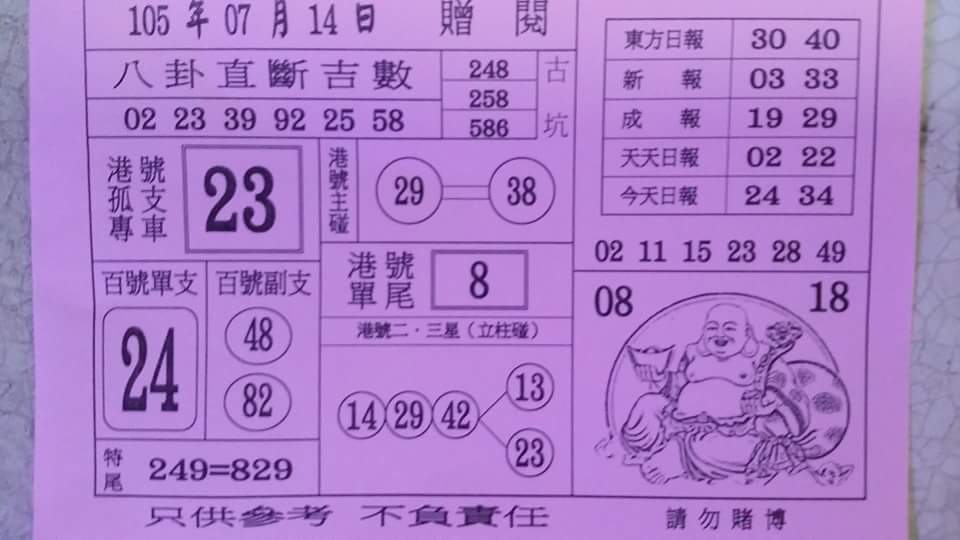 105年07月14日 贈閱
八卦直斷吉數
02 23 39 92 25 58
248
258
586
古坑
港號孤支專車
23
港號主碰
29 38
港號單尾
8
百號單支
24
百號副支
48
82
港號二.三星(立柱碰)
14 29 42
13
23
特尾
249=829
東方日報 30 40
新報 03 33
成報 19 29
天天日報 02 22
今天日報 24 34
02 11 15 23 28 49
08 18
只供參考 不負責任
請勿賭博